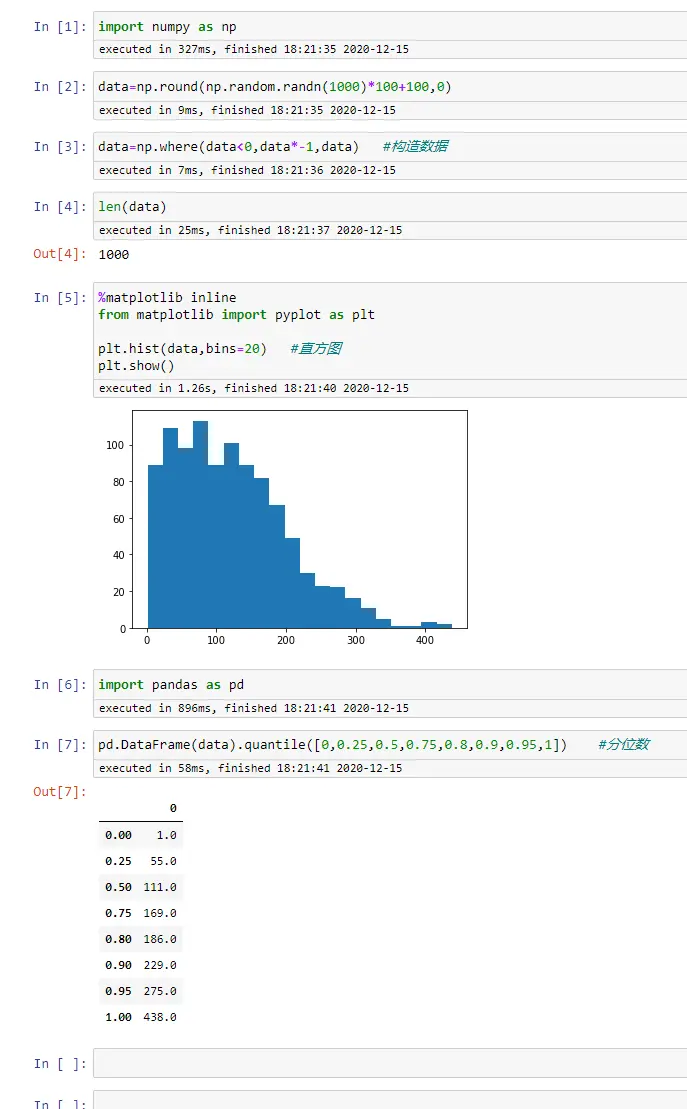 In [1]: import numpy as np
executed in 327ms, finished 18:21:35 2020-12-15
In [2]: data=np.round(np.random.randn(1000)*100+100,0)
executed in 9ms, finished 18:21:35 2020-12-15
In [3]: data=np.where(data<0,data*-1,data) #构造数据
executed in 7ms, finished 18:21:36 2020-12-15
In [4]: len(data)
executed in 25ms, finished 18:21:37 2020-12-15
Out[4]: 1000
In [5]: %matplotlib inline
from matplotlib import pyplot as plt
plt.hist(data,bins=20) #直方图
plt.show()
executed in 1.26s, finished 18:21:40 2020-12-15
100
80
60
40
20
0
0 100 200 300 400
In [6]: import pandas as pd
executed in 896ms, finished 18:21:41 2020-12-15
In [7]: pd.DataFrame(data).quantile([0,0.25,0.5,0.75,0.8,0.9,0.95,1]) #分位数
executed in 58ms, finished 18:21:41 2020-12-15
Out[7]:
0
0.00 1.0
0.25 55.0
0.50 111.0
0.75 169.0
0.80 186.0
0.90 229.0
0.95 275.0
1.00 438.0
In [ ]:
In [ ]: